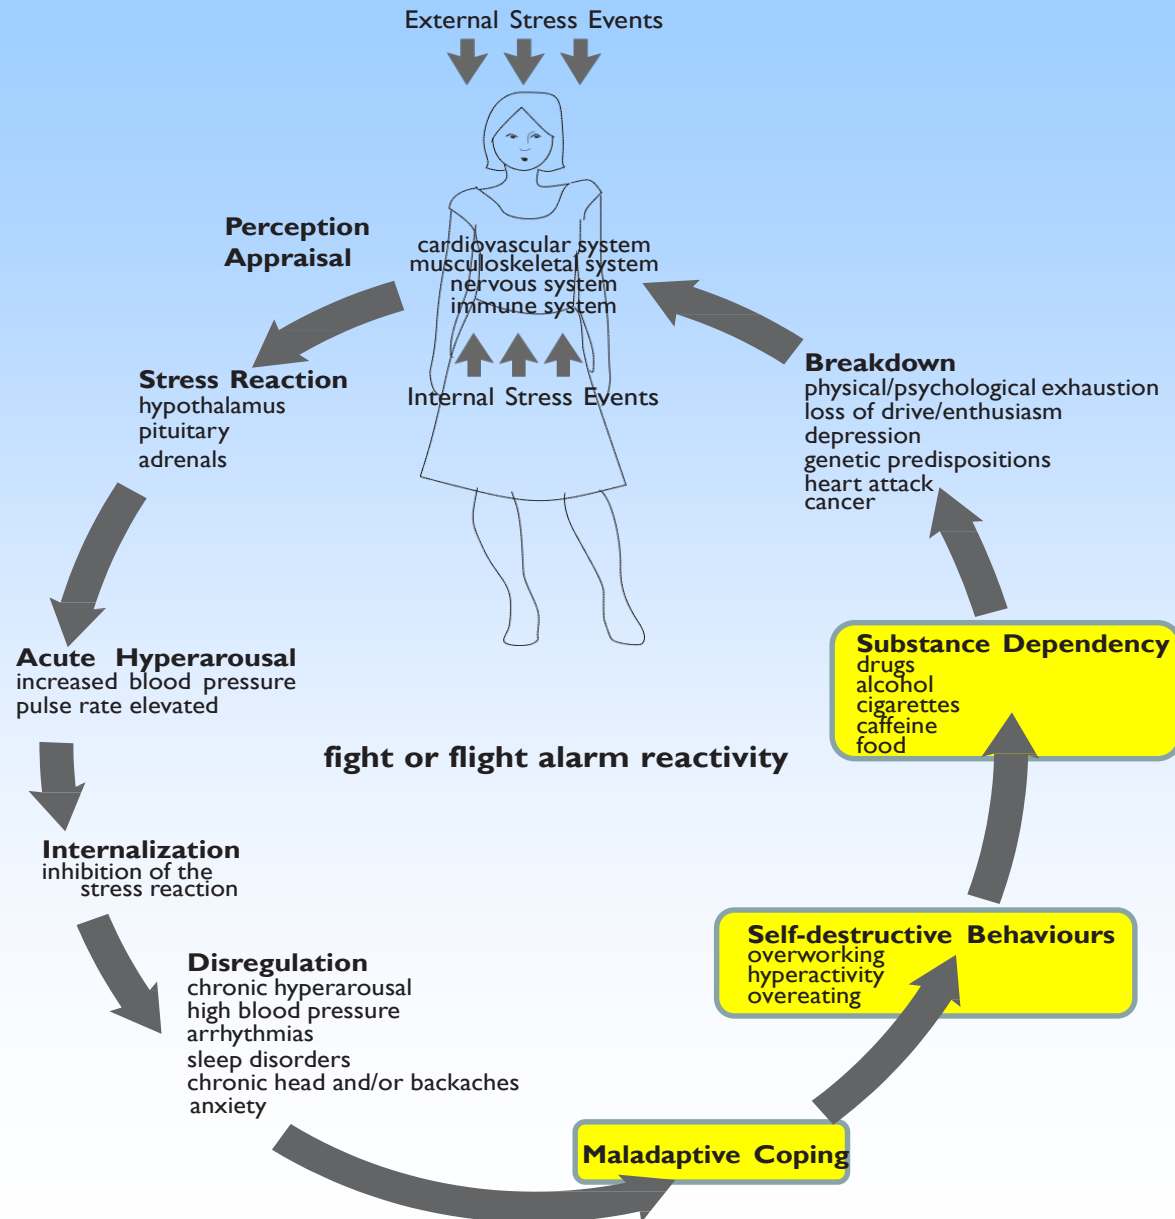 External Stress Events
Perception
Appraisal
cardiovascular system
musculoskeletal system
nervous system
immune system
Internal Stress Events
Stress Reaction
hypothalamus
pituitary
adrenals
Acute Hyperarousal
increased blood pressure
pulse rate elevated
fight or flight alarm reactivity
Internalization
inhibition of the
stress reaction
Disregulation
chronic hyperarousal
high blood pressure
arrhythmias
sleep disorders
chronic head and/or backaches
anxiety
Maladaptive Coping
Self-destructive Behaviours
overworking
hyperactivity
overeating
Substance Dependency
drugs
alcohol
cigarettes
caffeine
food
Breakdown
physical/psychological exhaustion
loss of drive/enthusiasm
depression
genetic predispositions
heart attack
cancer